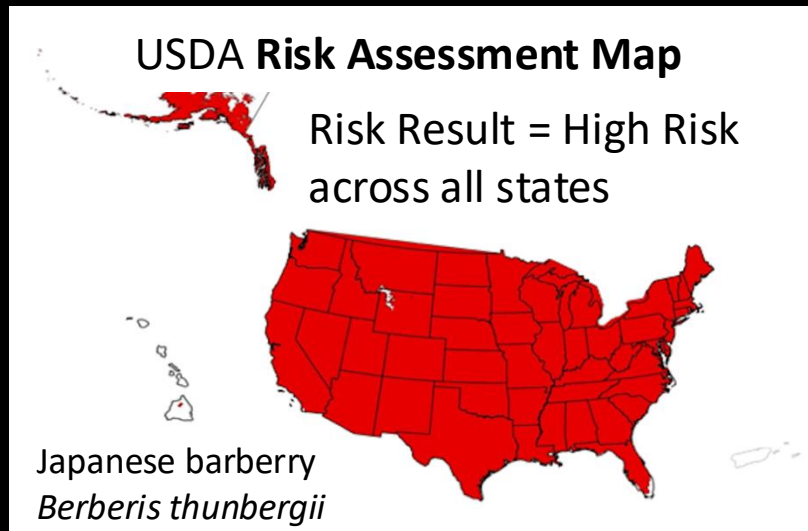 USDA Risk Assessment Map
Risk Result = High Risk
across all states
Japanese barberry
Berberis thunbergii